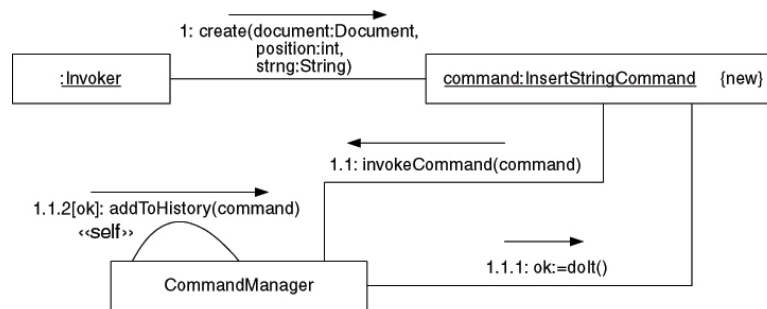 1: create(document:Document,
position:int,
strng:String)
:Invoker
command:InsertStringCommand {new}
1.1: invokeCommand(command)
1.1.2[ok]: addToHistory(command)
‹‹self››
1.1.1: ok:=doIt()
CommandManager